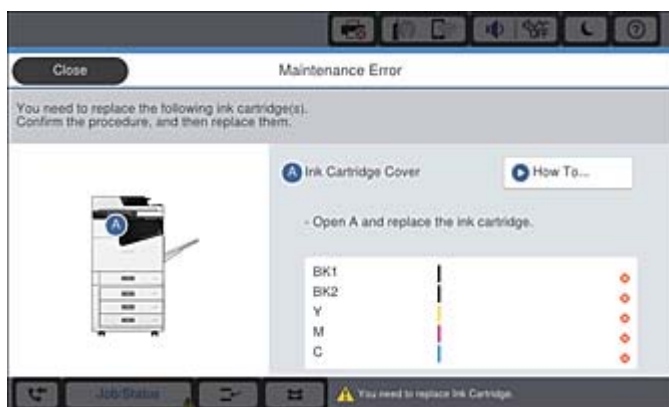 OFF
Close
Maintenance Error
You need to replace the following ink cartridge(s).
Confirm the procedure, and then replace them.
A Ink Cartridge Cover
How To...
A
- Open A and replace the ink cartridge.
BK1
BK2
Y
M
C
Job/Status
You need to replace Ink Cartridge.